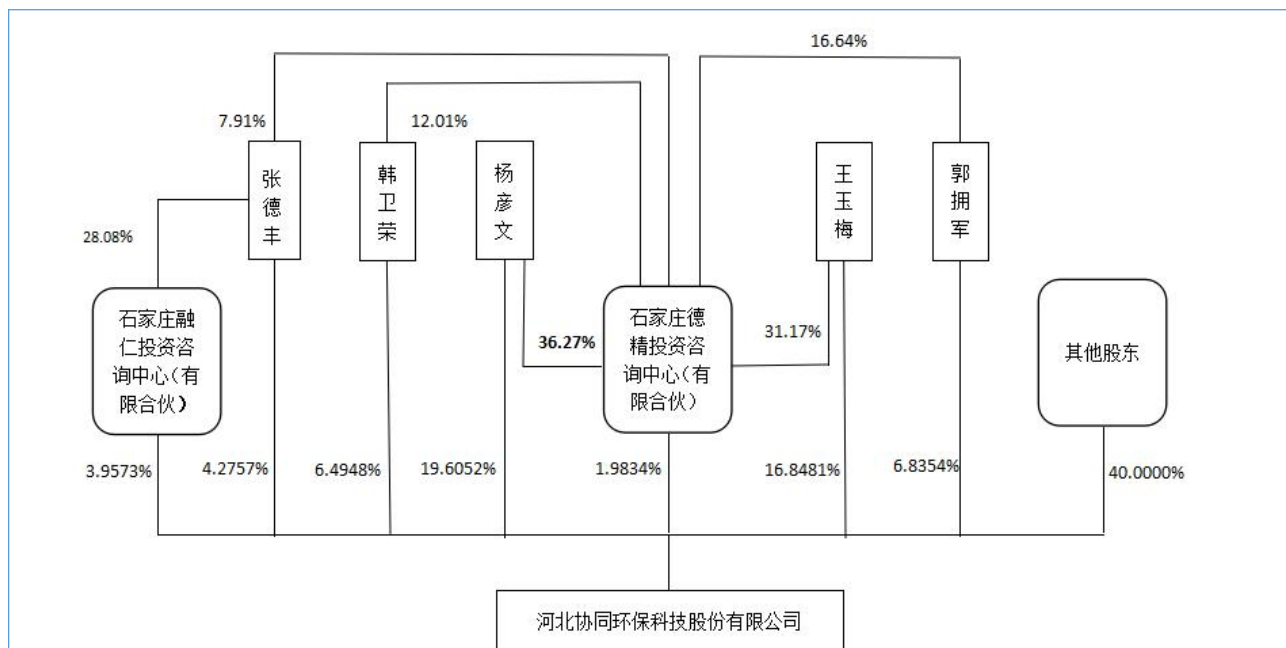 16.64%
7.91%
12.01%
张德丰
韩卫荣
杨彦文
王玉梅
郭拥军
28.08%
石家庄融
仁投资咨
询中心(有
限合伙)
36.27%
石家庄德
精投资咨
询中心(有
限合伙)
31.17%
其他股东
3.9573%
4.2757%
6.4948%
19.6052%
1.9834%
16.8481%
6.8354%
40.0000%
河北协同环保科技股份有限公司